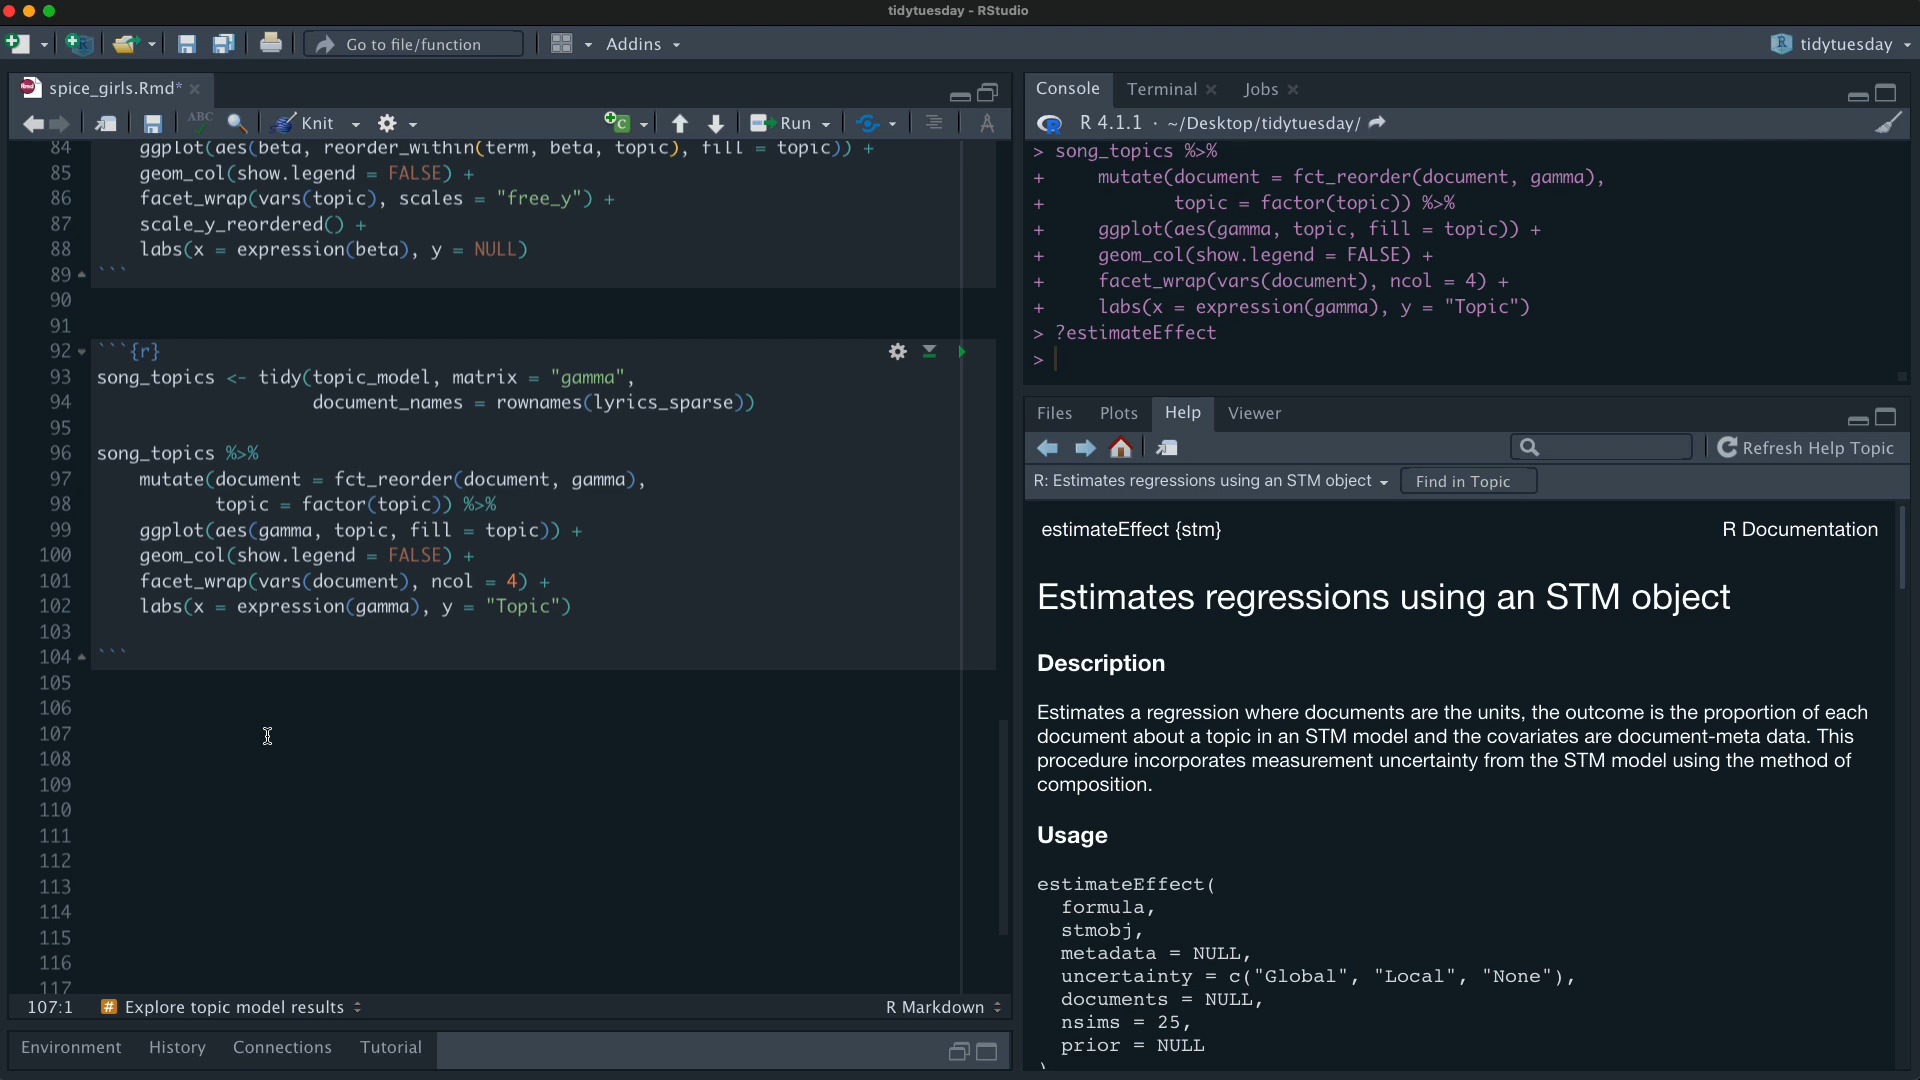 tidytuesday - RStudio
Go to file/function
Addins
tidytuesday
spice_girls.Rmd*
ABC
Knit
Run
84 ggplot(aes(beta, reorder_within(term, beta, topic), fill = topic)) +
85 geom_col(show.legend = FALSE) +
86 facet_wrap(vars(topic), scales = "free_y") +
87 scale_y_reordered() +
88 labs(x = expression(beta), y = NULL)
89 ```
90
91
92 ```{r}
93 song_topics <- tidy(topic_model, matrix = "gamma",
94 document_names = rownames(lyrics_sparse))
95
96 song_topics %>%
97 mutate(document = fct_reorder(document, gamma),
98 topic = factor(topic)) %>%
99 ggplot(aes(gamma, topic, fill = topic)) +
100 geom_col(show.legend = FALSE) +
101 facet_wrap(vars(document), ncol = 4) +
102 labs(x = expression(gamma), y = "Topic")
103
104 ```
105
106
107
108
109
110
111
112
113
114
115
116
117
107:1 # Explore topic model results
R Markdown
Environment History Connections Tutorial
Console Terminal Jobs
R 4.1.1 · ~/Desktop/tidytuesday/
> song_topics %>%
+ mutate(document = fct_reorder(document, gamma),
+ topic = factor(topic)) %>%
+ ggplot(aes(gamma, topic, fill = topic)) +
+ geom_col(show.legend = FALSE) +
+ facet_wrap(vars(document), ncol = 4) +
+ labs(x = expression(gamma), y = "Topic")
> ?estimateEffect
>
Files Plots Help Viewer
Refresh Help Topic
R: Estimates regressions using an STM object
Find in Topic
estimateEffect {stm}
R Documentation
Estimates regressions using an STM object
Description
Estimates a regression where documents are the units, the outcome is the proportion of each
document about a topic in an STM model and the covariates are document-meta data. This
procedure incorporates measurement uncertainty from the STM model using the method of
composition.
Usage
estimateEffect(
formula,
stmobj,
metadata = NULL,
uncertainty = c("Global", "Local", "None"),
documents = NULL,
nsims = 25,
prior = NULL
)